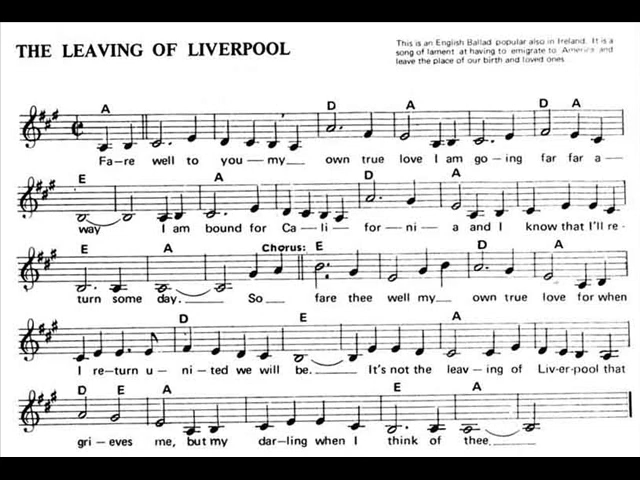 THE LEAVING OF LIVERPOOL
This is an English Ballad popular also in Ireland. It is a
song of lament at having to emigrate to America and
leave the place of our birth and loved ones
A D A D A
Fa-re well to you-my_ own true love I am go-ing far far a-
E A D A
way I am bound for Ca-li-for-ni-a and I know that I'll re-
E A Chorus: E D A
turn some day. So_ fare thee well my_ own true love for when
D E A
I re-turn u-ni-ted we will be. It's not the leav-ing of Liv-er-pool that
D E A E A
gri-eves me, but my dar-ling when I think of thee